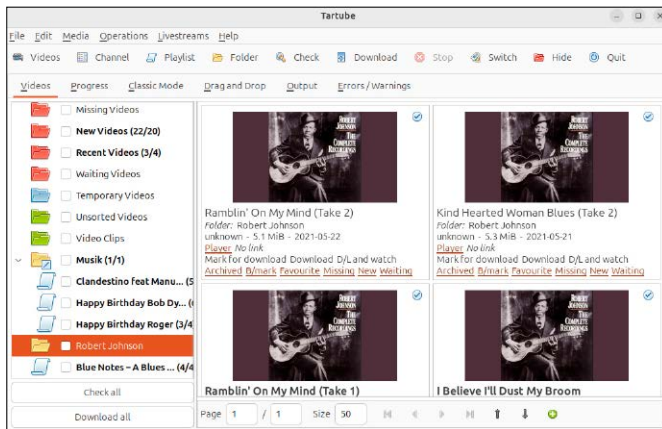 Tartube
File Edit Media Operations Livestreams Help
Videos Channel Playlist Folder Check Download Stop Switch Hide Quit
Videos Progress Classic Mode Drag and Drop Output Errors/Warnings
Missing Videos
New Videos (22/20)
Recent Videos (3/4)
Waiting Videos
Temporary Videos
Unsorted Videos
Video Clips
Musik (1/1)
Clandestino feat Manu... (5
Happy Birthday Bob Dy... (
Happy Birthday Roger (3/4
Robert Johnson
Blue Notes – A Blues ... (4/4
Check all
Download all
ROBERT
JOHNSON
THE
COMPLETE
RECORDINGS
Ramblin' On My Mind (Take 2)
Folder: Robert Johnson
unknown - 5.1 MiB - 2021-05-22
Player No link
Mark for download Download D/L and watch
Archived B/mark Favourite Missing New Waiting
ROBERT
JOHNSON
THE
COMPLETE
RECORDINGS
Kind Hearted Woman Blues (Take 2)
Folder: Robert Johnson
unknown - 5.3 MiB - 2021-05-21
Player No link
Mark for download Download D/L and watch
Archived B/mark Favourite Missing New Waiting
ROBERT
JOHNSON
THE
COMPLETE
RECORDINGS
Ramblin' On My Mind (Take 1)
ROBERT
JOHNSON
THE
COMPLETE
RECORDINGS
I Believe I'll Dust My Broom
Page 1 / 1 Size 50